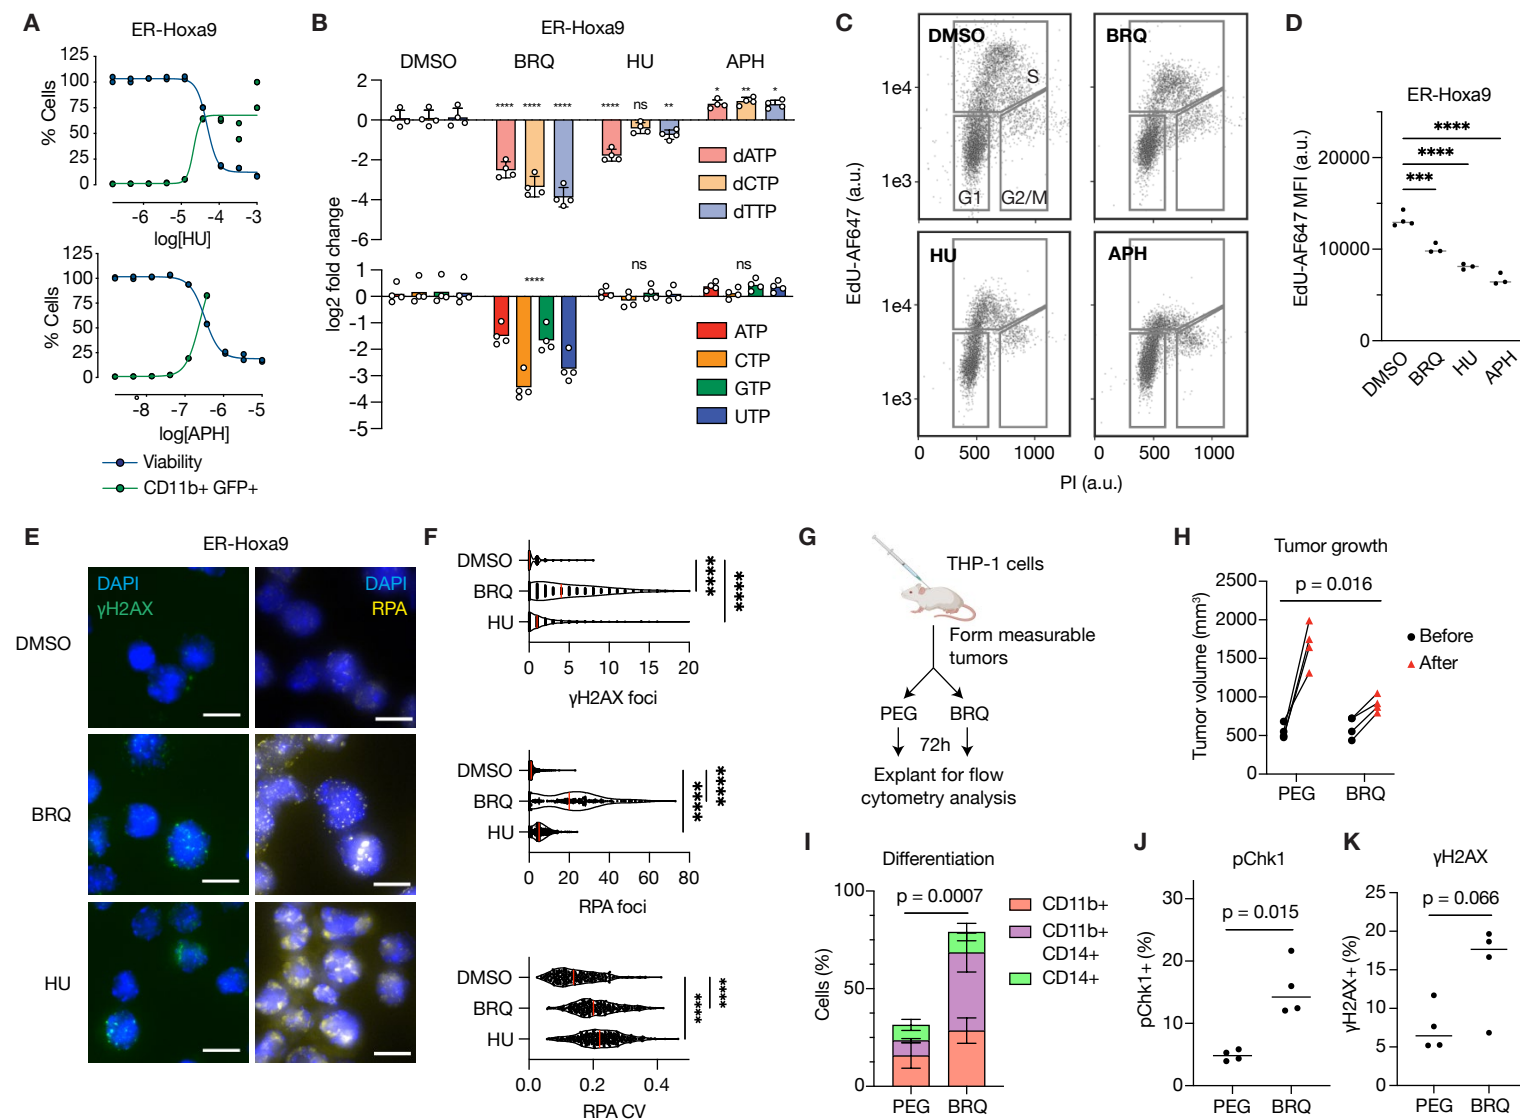 A
ER-Hoxa9
% Cells
125
100
75
50
25
0
-6
-5
-4
-3
log[HU]
% Cells
125
100
75
50
25
0
-8
-7
-6
-5
log[APH]
Viability
CD11b+ GFP+
B
ER-Hoxa9
DMSO
BRQ
HU
APH
log2 fold change
2
0
-2
-4
-6
**** **** ****
**** ns **
* ** *
dATP
dCTP
dTTP
1
0
-1
-2
-3
-4
-5
****
ns
ns
ATP
CTP
GTP
UTP
C
DMSO
BRQ
S
G1
G2/M
HU
APH
EdU-AF647 (a.u.)
1e4
1e3
1e4
1e3
0
500
1000
0
500
1000
PI (a.u.)
D
ER-Hoxa9
EdU-AF647 MFI (a.u.)
20000
10000
0
****
****
***
DMSO
BRQ
HU
APH
E
ER-Hoxa9
DAPI
γH2AX
DAPI
RPA
DMSO
BRQ
HU
F
DMSO
BRQ
HU
****
****
0
5
10
15
20
γH2AX foci
DMSO
BRQ
HU
****
****
0
20
40
60
80
RPA foci
DMSO
BRQ
HU
****
****
0.0
0.2
0.4
RPA CV
G
THP-1 cells
Form measurable
tumors
PEG
BRQ
72h
Explant for flow
cytometry analysis
H
Tumor growth
p = 0.016
Tumor volume (mm³)
2500
2000
1500
1000
500
0
PEG
BRQ
Before
After
I
Differentiation
p = 0.0007
Cells (%)
100
50
0
PEG
BRQ
CD11b+
CD11b+
CD14+
CD14+
J
pChk1
p = 0.015
pChk1+ (%)
30
20
10
0
PEG
BRQ
K
γH2AX
p = 0.066
γH2AX+ (%)
25
20
15
10
5
0
PEG
BRQ